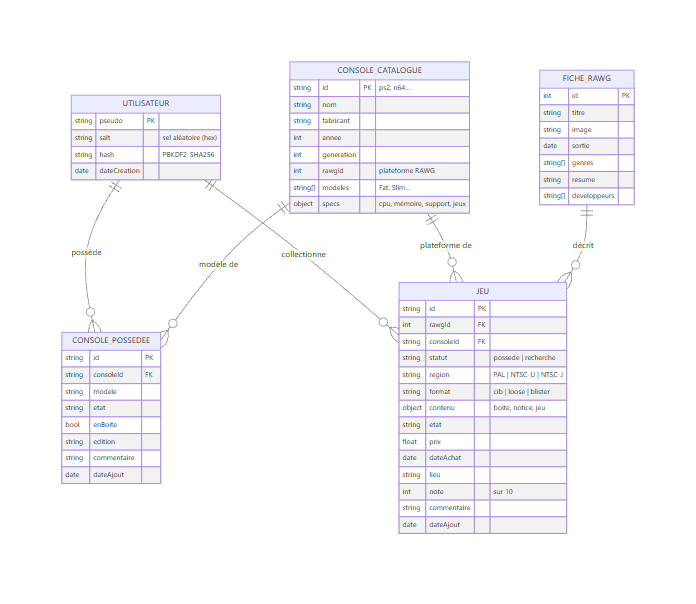 CONSOLE_CATALOGUE
string id PK ps2, n64...
string nom
string fabricant
int annee
int generation
int rawgId plateforme RAWG
string[] modeles Fat, Slim...
object specs cpu, mémoire, support, jeux
FICHE_RAWG
int id PK
string titre
string image
date sortie
string[] genres
string resume
string[] developpeurs
UTILISATEUR
string pseudo PK
string salt sel aléatoire (hex)
string hash PBKDF2-SHA256
date dateCreation
possède
modèle de
collectionne
plateforme de
décrit
CONSOLE_POSSEDEE
string id PK
string consoleId FK
string modele
string etat
bool enBoite
string edition
string commentaire
date dateAjout
JEU
string id PK
int rawgId FK
string consoleId FK
string statut possede | recherche
string region PAL | NTSC-U | NTSC-J
string format cib | loose | blister
object contenu boite, notice, jeu
string etat
float prix
date dateAchat
string lieu
int note sur 10
string commentaire
date dateAjout